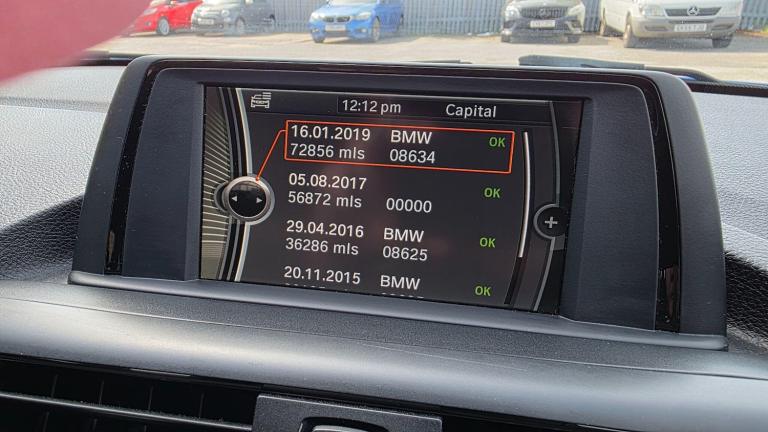 12:12 pm Capital
16.01.2019 BMW OK
72856 mls 08634
05.08.2017 OK
56872 mls 00000
29.04.2016 BMW OK
36286 mls 08625
20.11.2015 BMW OK